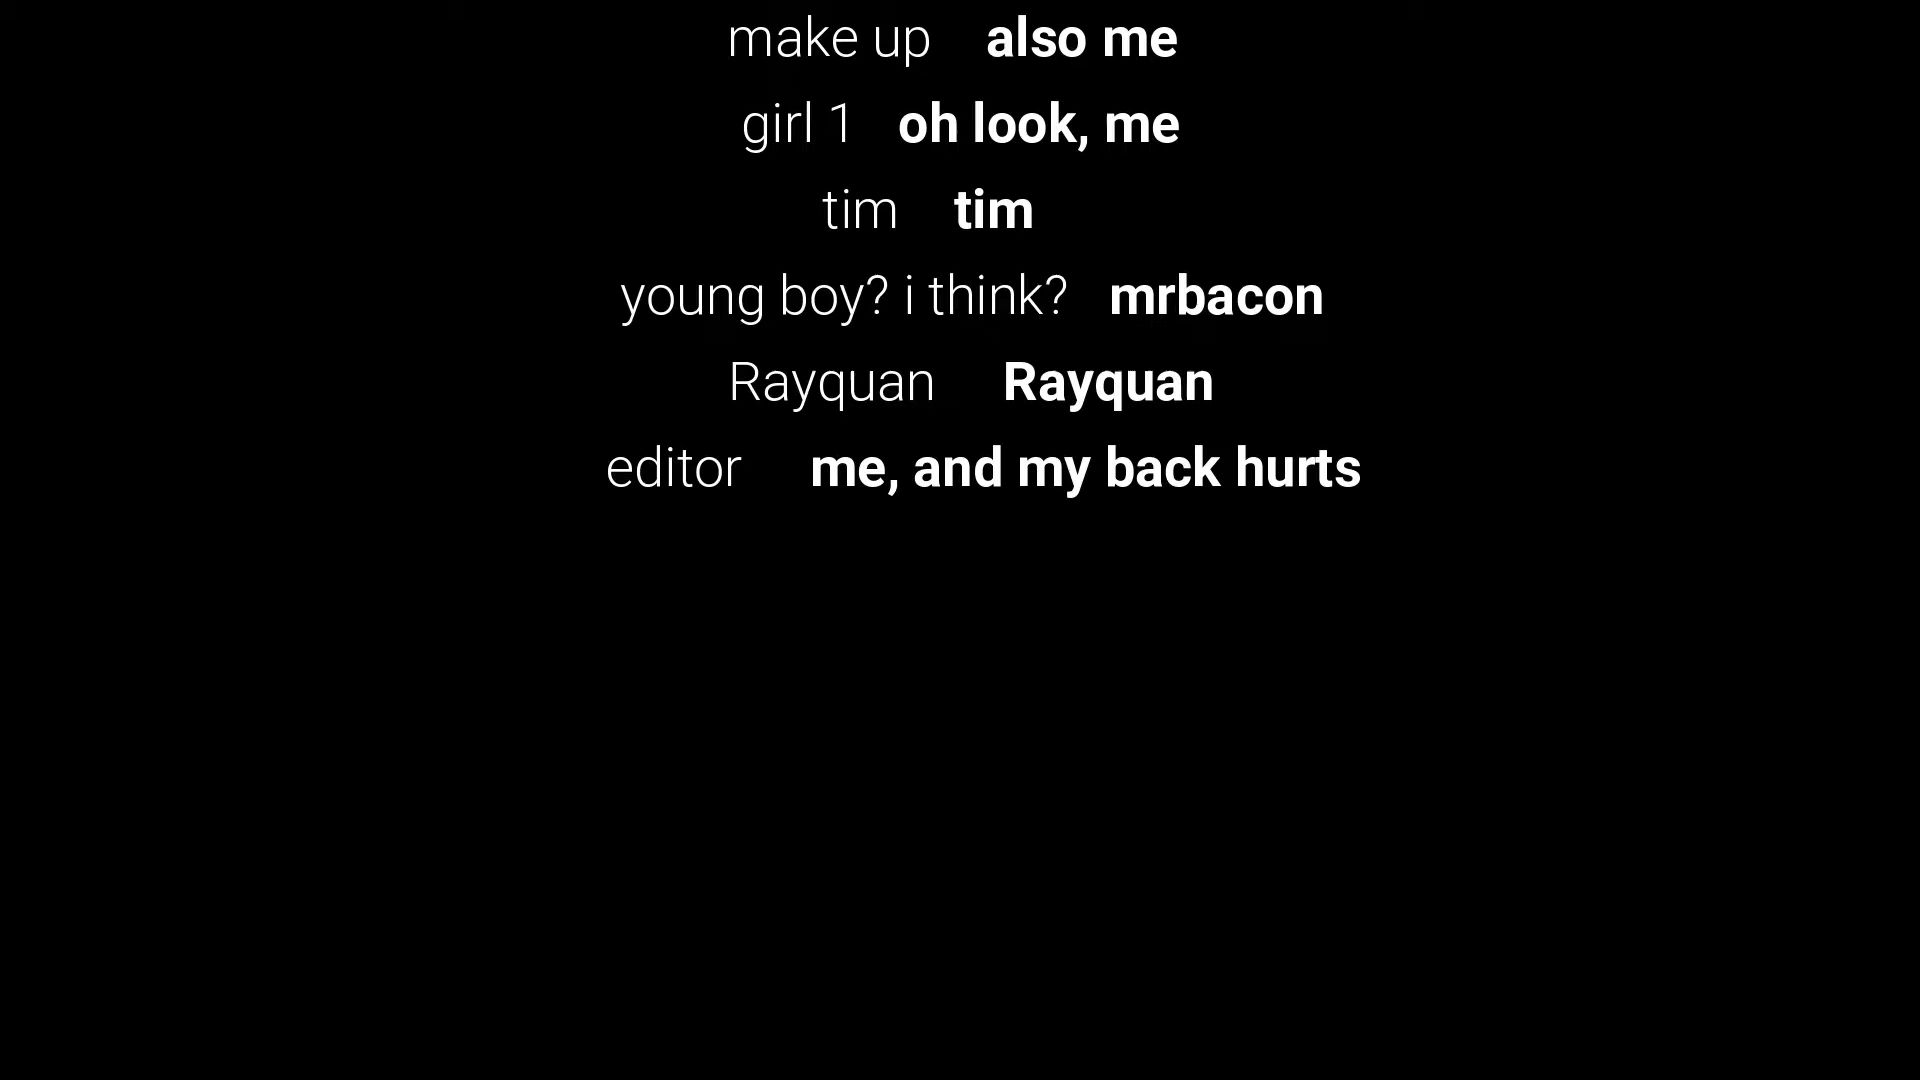 make up also me
girl 1 oh look, me
tim tim
young boy? i think? mrbacon
Rayquan Rayquan
editor me, and my back hurts